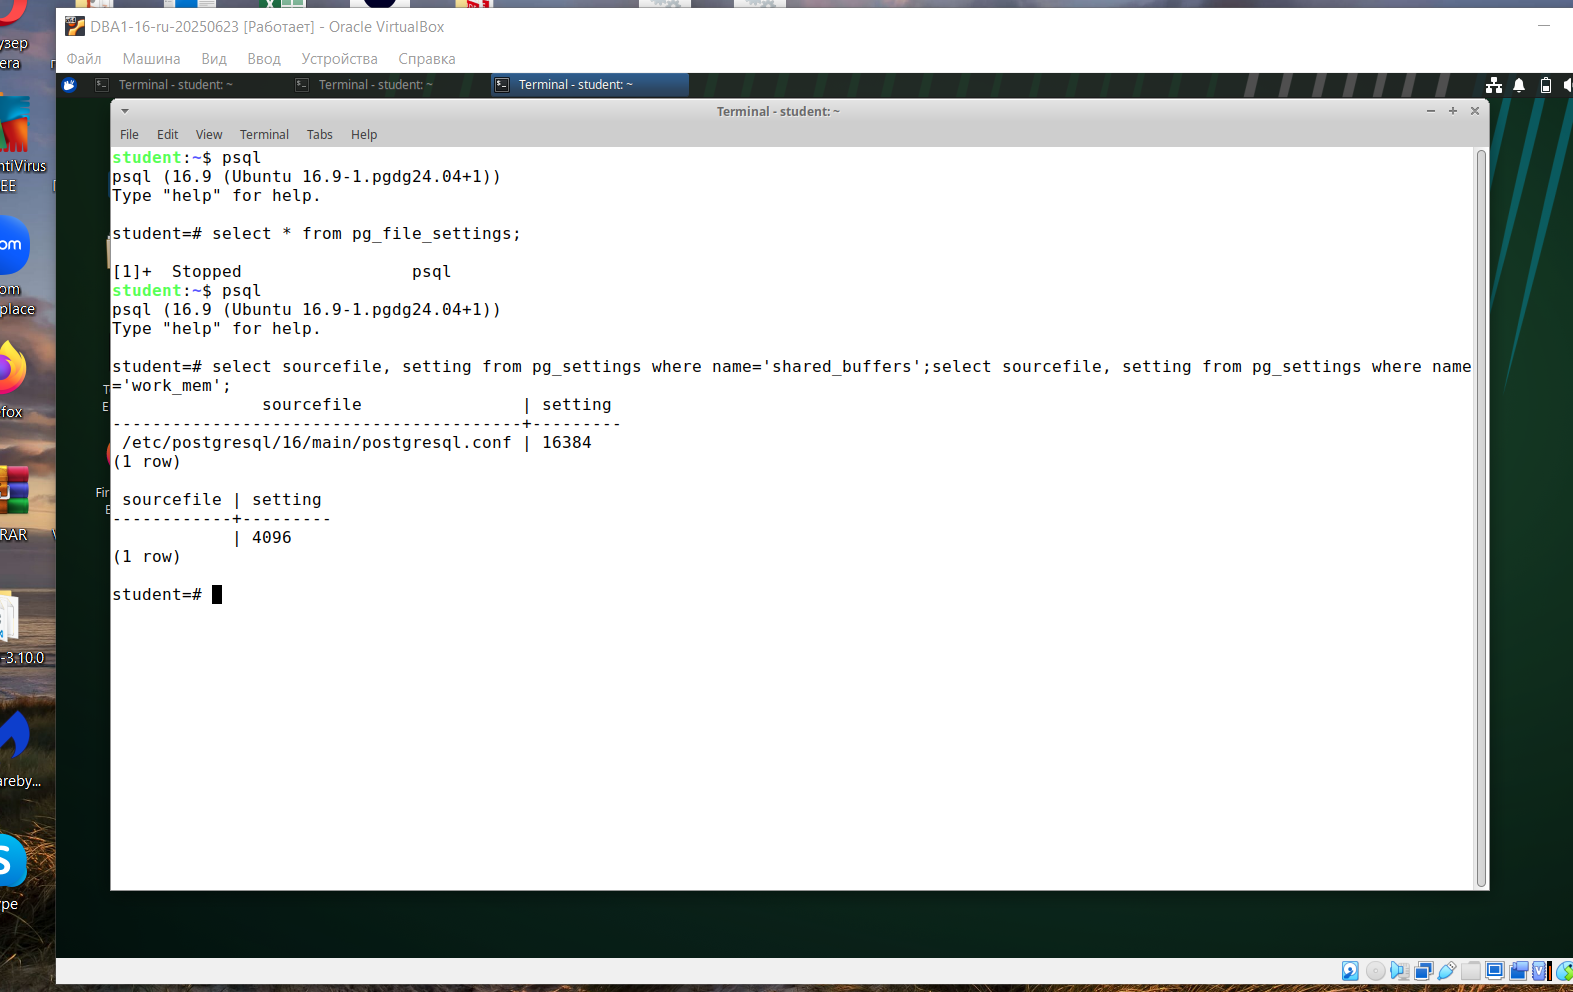 DBA1-16-ru-20250623 [Работает] - Oracle VirtualBox
Файл Машина Вид Ввод Устройства Справка
Terminal - student: ~ Terminal - student: ~ Terminal - student: ~
Terminal - student: ~
File Edit View Terminal Tabs Help
student:~$ psql
psql (16.9 (Ubuntu 16.9-1.pgdg24.04+1))
Type "help" for help.
student=# select * from pg_file_settings;
[1]+  Stopped                 psql
student:~$ psql
psql (16.9 (Ubuntu 16.9-1.pgdg24.04+1))
Type "help" for help.
student=# select sourcefile, setting from pg_settings where name='shared_buffers';select sourcefile, setting from pg_settings where name
='work_mem';
               sourcefile                | setting
-----------------------------------------+---------
 /etc/postgresql/16/main/postgresql.conf | 16384
(1 row)
 sourcefile | setting
------------+---------
            | 4096
(1 row)
student=#
узер
era
ntiVirus
EE
om
om
place
fox
RAR
-3.10.0
areby...
S
pe
Fir